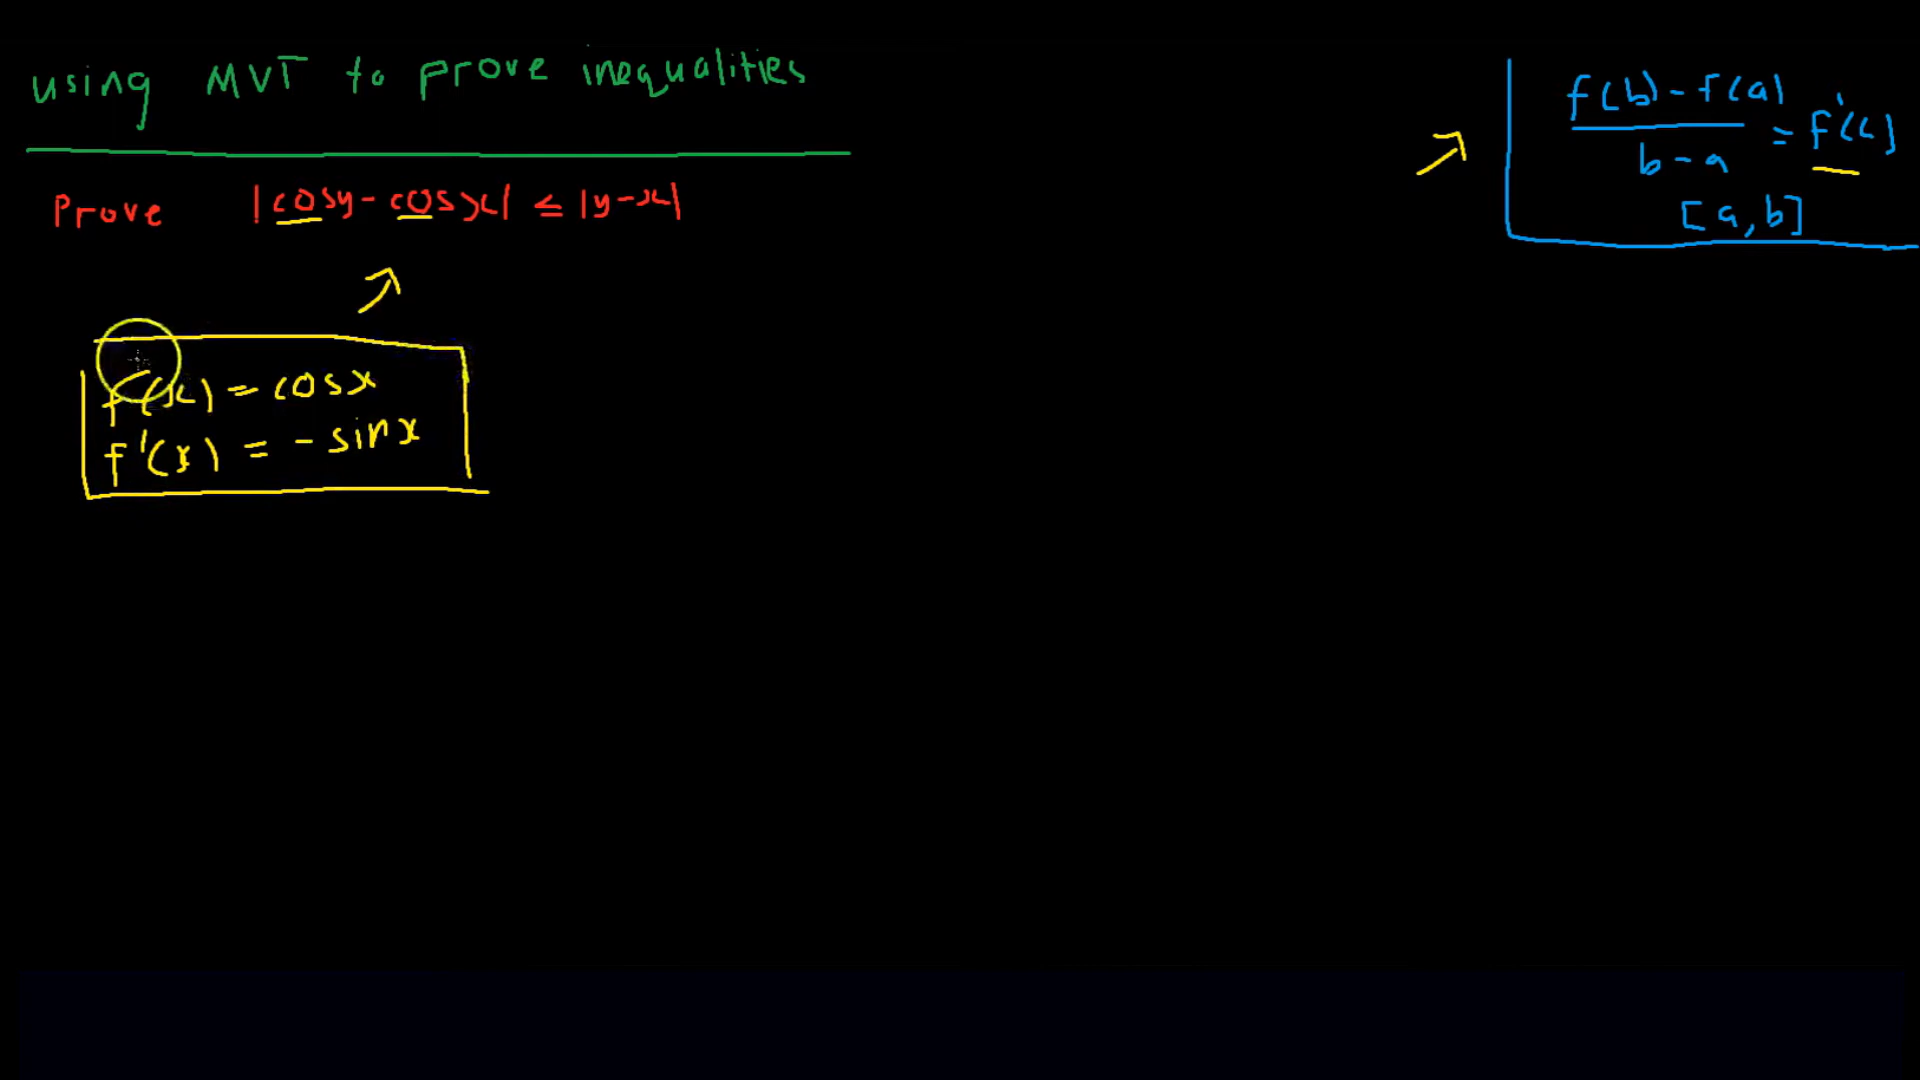 using MVT to prove inequalities
Prove |cosy - cosx| ≤ |y-x|
f(b) - f(a)
b - a
= f'(c)
[a, b]
f(x) = cosx
f'(x) = - sinx